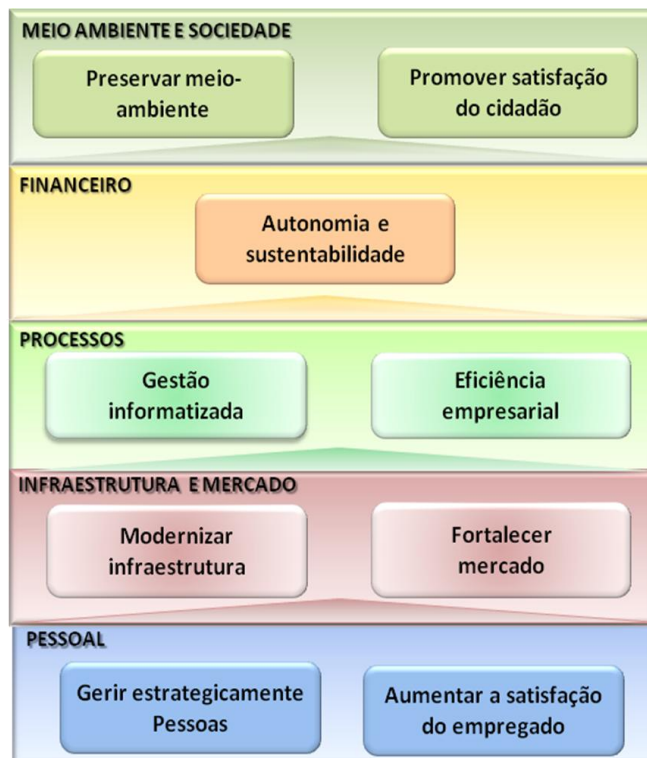 MEIO AMBIENTE E SOCIEDADE
Preservar meio-
ambiente
Promover satisfação
do cidadão
FINANCEIRO
Autonomia e
sustentabilidade
PROCESSOS
Gestão
informatizada
Eficiência
empresarial
INFRAESTRUTURA E MERCADO
Modernizar
infraestrutura
Fortalecer
mercado
PESSOAL
Gerir estrategicamente
Pessoas
Aumentar a satisfação
do empregado